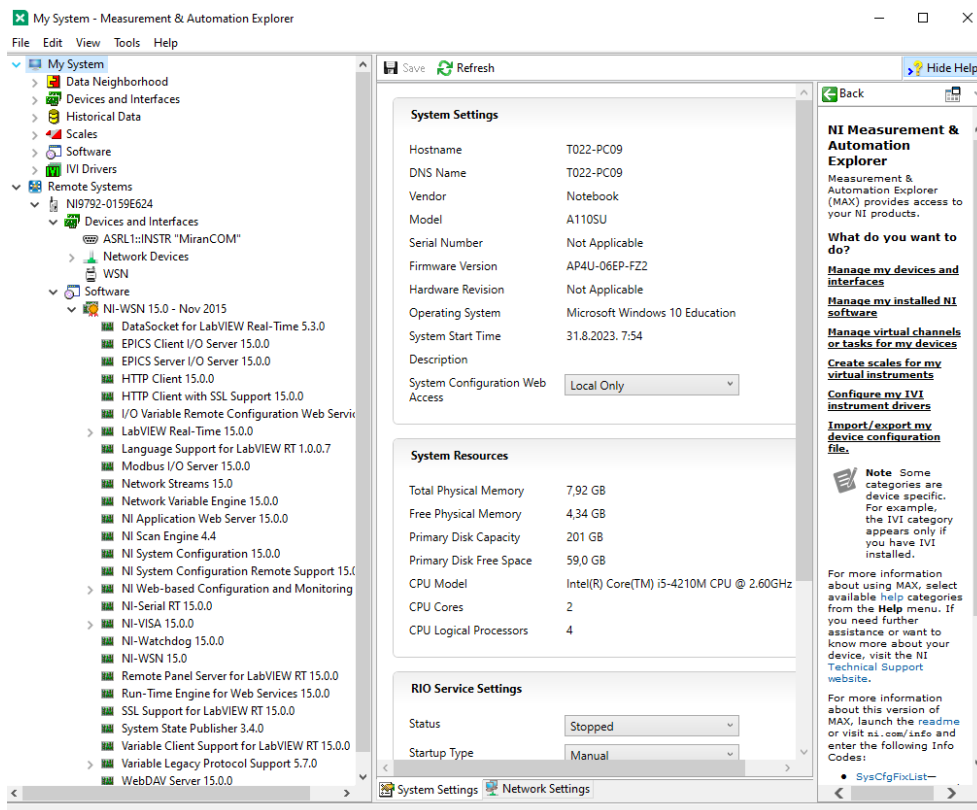 My System - Measurement & Automation Explorer
File Edit View Tools Help
My System
Data Neighborhood
Devices and Interfaces
Historical Data
Scales
Software
IVI Drivers
Remote Systems
NI9792-0159E624
Devices and Interfaces
ASRL1::INSTR "MiranCOM"
Network Devices
WSN
Software
NI-WSN 15.0 - Nov 2015
DataSocket for LabVIEW Real-Time 5.3.0
EPICS Client I/O Server 15.0.0
EPICS Server I/O Server 15.0.0
HTTP Client 15.0.0
HTTP Client with SSL Support 15.0.0
I/O Variable Remote Configuration Web Servic
LabVIEW Real-Time 15.0.0
Language Support for LabVIEW RT 1.0.0.7
Modbus I/O Server 15.0.0
Network Streams 15.0
Network Variable Engine 15.0.0
NI Application Web Server 15.0.0
NI Scan Engine 4.4
NI System Configuration 15.0.0
NI System Configuration Remote Support 15.0
NI Web-based Configuration and Monitoring
NI-Serial RT 15.0.0
NI-VISA 15.0.0
NI-Watchdog 15.0.0
NI-WSN 15.0
Remote Panel Server for LabVIEW RT 15.0.0
Run-Time Engine for Web Services 15.0.0
SSL Support for LabVIEW RT 15.0.0
System State Publisher 3.4.0
Variable Client Support for LabVIEW RT 15.0.0
Variable Legacy Protocol Support 5.7.0
WebDAV Server 15.0.0
Save Refresh
Hide Help
System Settings
Hostname T022-PC09
DNS Name T022-PC09
Vendor Notebook
Model A110SU
Serial Number Not Applicable
Firmware Version AP4U-06EP-FZ2
Hardware Revision Not Applicable
Operating System Microsoft Windows 10 Education
System Start Time 31.8.2023. 7:54
Description
System Configuration Web Local Only
Access
System Resources
Total Physical Memory 7,92 GB
Free Physical Memory 4,34 GB
Primary Disk Capacity 201 GB
Primary Disk Free Space 59,0 GB
CPU Model Intel(R) Core(TM) i5-4210M CPU @ 2.60GHz
CPU Cores 2
CPU Logical Processors 4
RIO Service Settings
Status Stopped
Startup Type Manual
System Settings Network Settings
Back
NI Measurement &
Automation
Explorer
Measurement &
Automation Explorer
(MAX) provides access to
your NI products.
What do you want to
do?
Manage my devices and
interfaces
Manage my installed NI
software
Manage virtual channels
or tasks for my devices
Create scales for my
virtual instruments
Configure my IVI
instrument drivers
Import/export my
device configuration
file.
Note Some
categories are
device specific.
For example,
the IVI category
appears only if
you have IVI
installed.
For more information
about using MAX, select
available help categories
from the Help menu. If
you need further
assistance or want to
know more about your
device, visit the NI
Technical Support
website.
For more information
about this version of
MAX, launch the readme
or visit ni.com/info and
enter the following Info
Codes:
SysCfgFixList—